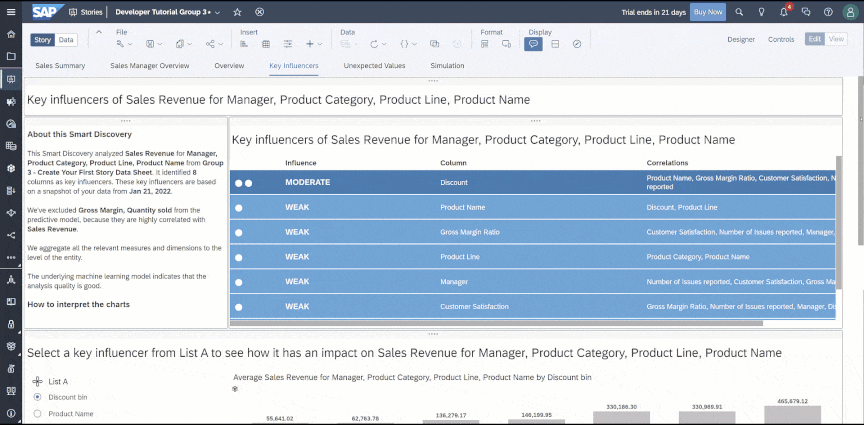 SAP Stories Developer Tutorial Group 3 Trial ends in 21 days Buy Now 4
Story Data File Insert Data Format Display Designer Controls Edit View
Sales Summary Sales Manager Overview Overview Key Influencers Unexpected Values Simulation
Key influencers of Sales Revenue for Manager, Product Category, Product Line, Product Name
About this Smart Discovery
This Smart Discovery analyzed Sales Revenue for Manager,
Product Category, Product Line, Product Name from Group
3 - Create Your First Story Data Sheet. It identified 8
columns as key influencers. These key influencers are based
on a snapshot of your data from Jan 21, 2022.
We've excluded Gross Margin, Quantity sold from the
predictive model, because they are highly correlated with
Sales Revenue.
We aggregate all the relevant measures and dimensions to the
level of the entity.
The underlying machine learning model indicates that the
analysis quality is good.
How to interpret the charts
Key influencers of Sales Revenue for Manager, Product Category, Product Line, Product Name
Influence Column Correlations
MODERATE Discount Product Name, Gross Margin Ratio, Customer Satisfaction, N
reported
WEAK Product Name Discount, Product Line
WEAK Gross Margin Ratio Customer Satisfaction, Number of Issues reported, Manager,
WEAK Product Line Product Category, Product Name
WEAK Manager Number of Issues reported, Customer Satisfaction, Gross Ma
WEAK Customer Satisfaction Gross Margin Ratio, Number of Issues reported, Manager, Di
Select a key influencer from List A to see how it has an impact on Sales Revenue for Manager, Product Category, Product Line, Product Name
List A
Discount bin
Product Name
Average Sales Revenue for Manager, Product Category, Product Line, Product Name by Discount bin
55,641.02 62,763.78 136,279.17 146,199.95 330,186.30 330,969.91 465,679.12